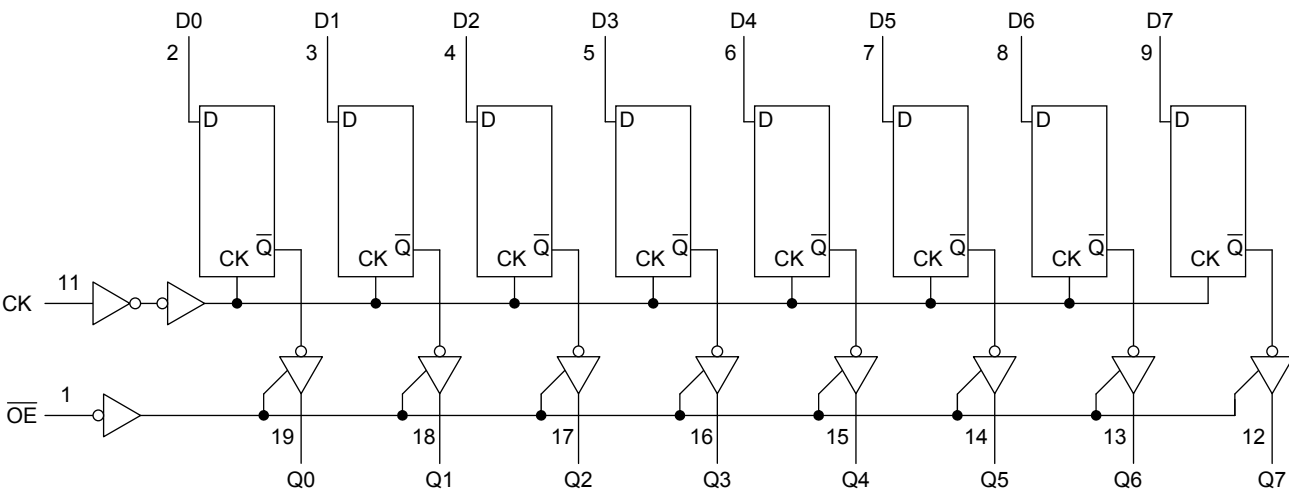 D0 D1 D2 D3 D4 D5 D6 D7
2 3 4 5 6 7 8 9
D D D D D D D D
Q̅ Q̅ Q̅ Q̅ Q̅ Q̅ Q̅ Q̅
CK CK CK CK CK CK CK CK
11
CK
1
O̅E̅
19 18 17 16 15 14 13 12
Q0 Q1 Q2 Q3 Q4 Q5 Q6 Q7